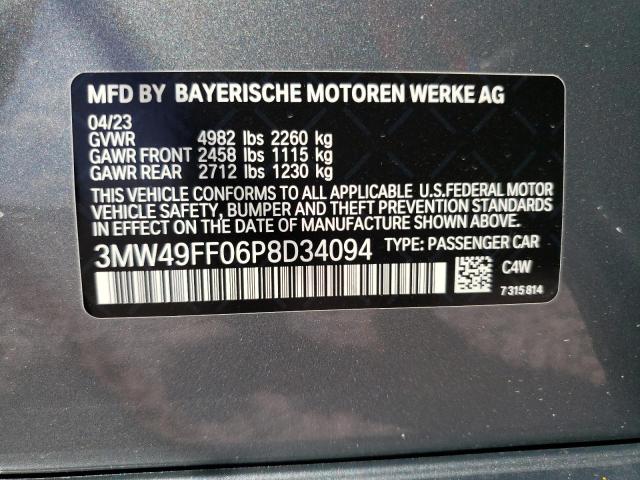 MFD BY BAYERISCHE MOTOREN WERKE AG
04/23
GVWR 4982 lbs 2260 kg
GAWR FRONT 2458 lbs 1115 kg
GAWR REAR 2712 lbs 1230 kg
THIS VEHICLE CONFORMS TO ALL APPLICABLE U.S.FEDERAL MOTOR
VEHICLE SAFETY, BUMPER AND THEFT PREVENTION STANDARDS
IN EFFECT ON DATE OF MANUFACTURE SHOWN ABOVE.
3MW49FF06P8D34094 TYPE: PASSENGER CAR
C4W
7315814